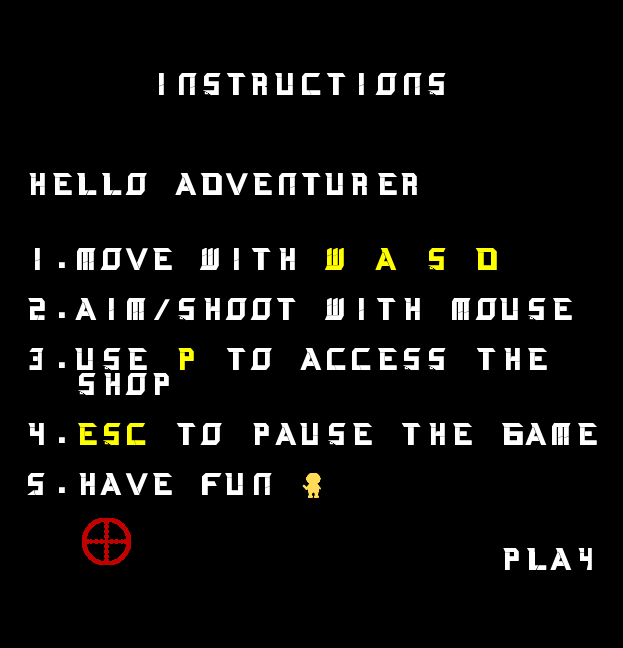 INSTRUCTIONS
HELLO ADVENTURER
1.MOVE WITH W A S D
2.AIM/SHOOT WITH MOUSE
3.USE P TO ACCESS THE
SHOP
4.ESC TO PAUSE THE GAME
5.HAVE FUN
PLAY